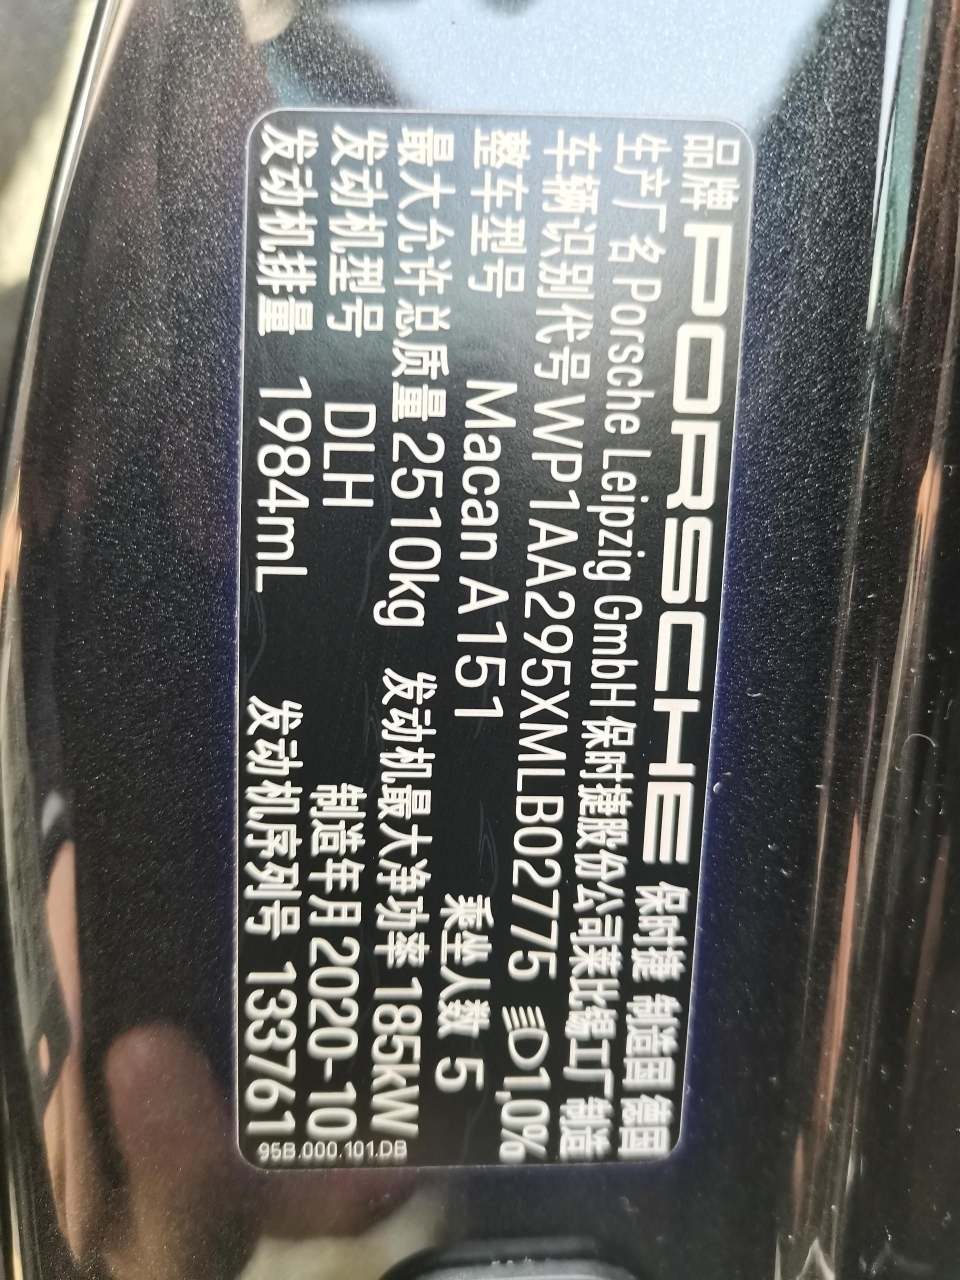 品牌 PORSCHE 保时捷 制造国 德国
生产厂名 Porsche Leipzig GmbH 保时捷股份公司莱比锡工厂 制造
车辆识别代号 WP1AA295XMLB02775 1,0%
整车型号 Macan A151 乘坐人数 5
最大允许总质量 2510kg 发动机最大净功率 185kW
发动机型号 DLH 制造年月 2020-10
发动机排量 1984mL 发动机序列号 133761
95B.000.101.DB